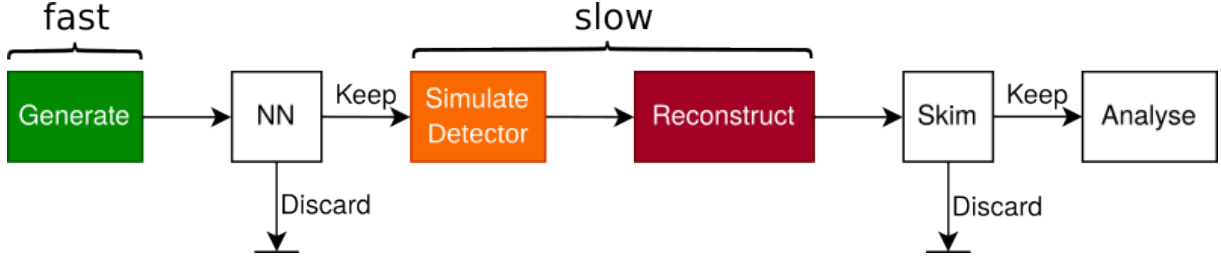 fast
slow
Generate
NN
Keep
Simulate
Detector
Reconstruct
Skim
Keep
Analyse
Discard
Discard